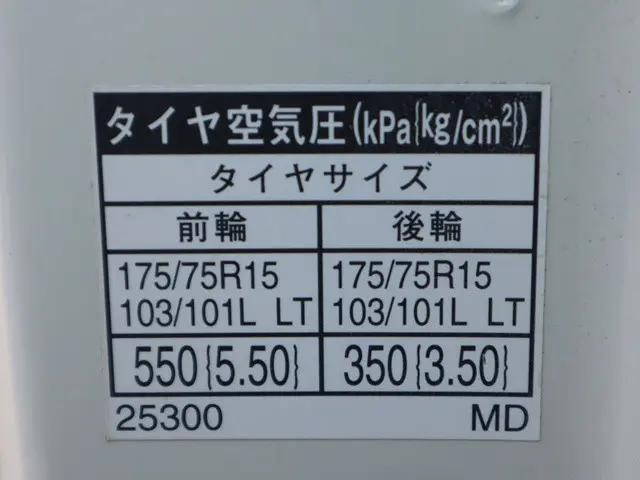 タイヤ空気圧(kPa{kg/cm²})
タイヤサイズ
前輪 後輪
175/75R15 175/75R15
103/101L LT 103/101L LT
550{5.50} 350{3.50}
25300 MD